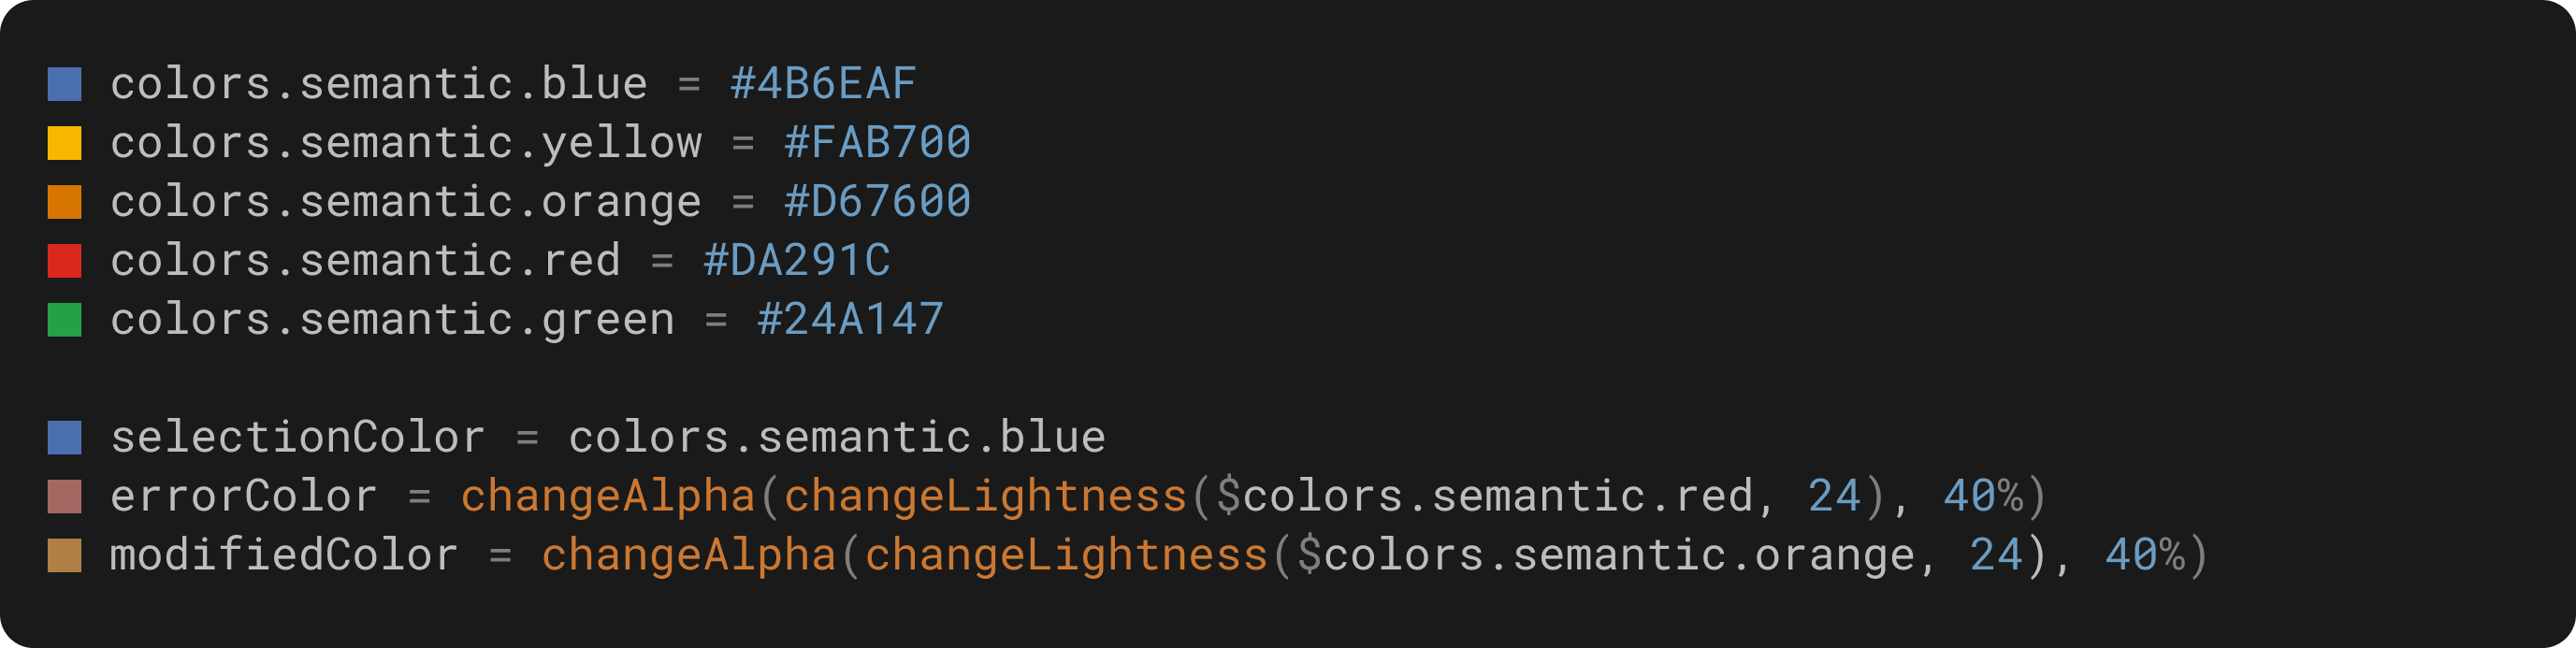 colors.semantic.blue = #4B6EAF
colors.semantic.yellow = #FAB700
colors.semantic.orange = #D67600
colors.semantic.red = #DA291C
colors.semantic.green = #24A147
selectionColor = colors.semantic.blue
errorColor = changeAlpha(changeLightness($colors.semantic.red, 24), 40%)
modifiedColor = changeAlpha(changeLightness($colors.semantic.orange, 24), 40%)